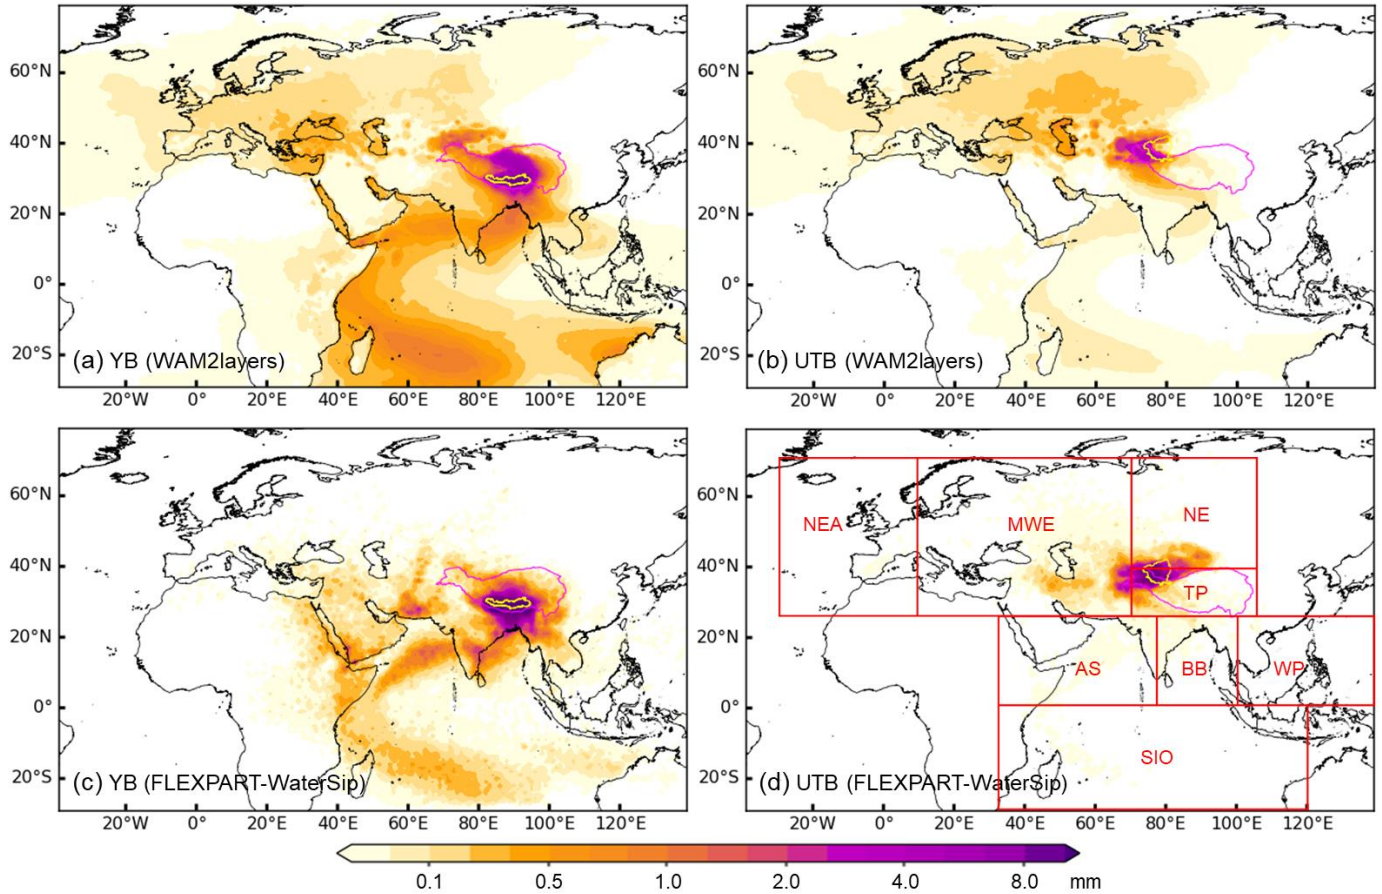 60°N
40°N
20°N
0°
20°S
(a) YB (WAM2layers)
20°W 0° 20°E 40°E 60°E 80°E 100°E 120°E
60°N
40°N
20°N
0°
20°S
(b) UTB (WAM2layers)
20°W 0° 20°E 40°E 60°E 80°E 100°E 120°E
60°N
40°N
20°N
0°
20°S
(c) YB (FLEXPART-WaterSip)
20°W 0° 20°E 40°E 60°E 80°E 100°E 120°E
60°N
40°N
20°N
0°
20°S
NEA MWE NE
TP
AS BB WP
SIO
(d) UTB (FLEXPART-WaterSip)
20°W 0° 20°E 40°E 60°E 80°E 100°E 120°E
0.1 0.5 1.0 2.0 4.0 8.0 mm